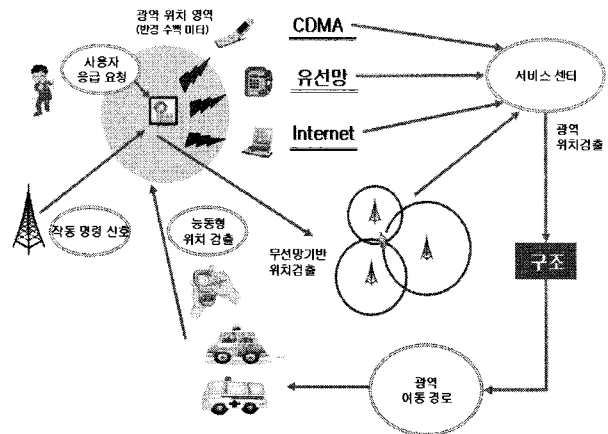 광역 위치 영역
(반경 수백 미터)
CDMA
사용자
응급 요청
유선망
서비스 센터
Internet
광역
위치검출
작동 명령 신호
능동형
위치 검출
무선망기반
위치검출
구조
광역
이동 경로